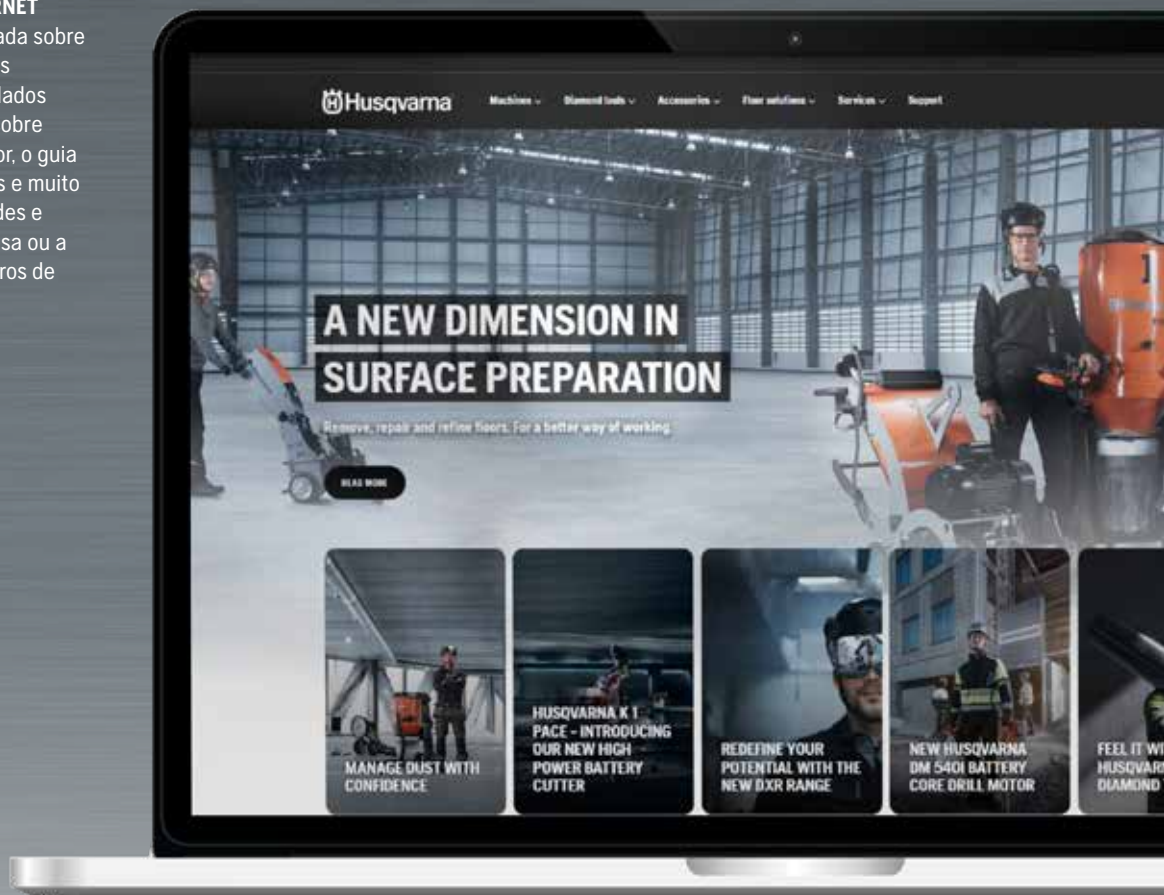 RNET
ada sobre
s
lados
obre
or, o guia
s e muito
des e
sa ou a
ros de
Husqvarna
Machines
Diamond tools
Accessories
Floor solutions
Services
Support
A NEW DIMENSION IN
SURFACE PREPARATION
Remove, repair and refine floors. For a better way of working.
READ MORE
MANAGE DUST WITH
CONFIDENCE
HUSQVARNA K 1
PACE - INTRODUCING
OUR NEW HIGH
POWER BATTERY
CUTTER
REDEFINE YOUR
POTENTIAL WITH THE
NEW DXR RANGE
NEW HUSQVARNA
DM 540I BATTERY
CORE DRILL MOTOR
FEEL IT WI
HUSQVARN
DIAMOND